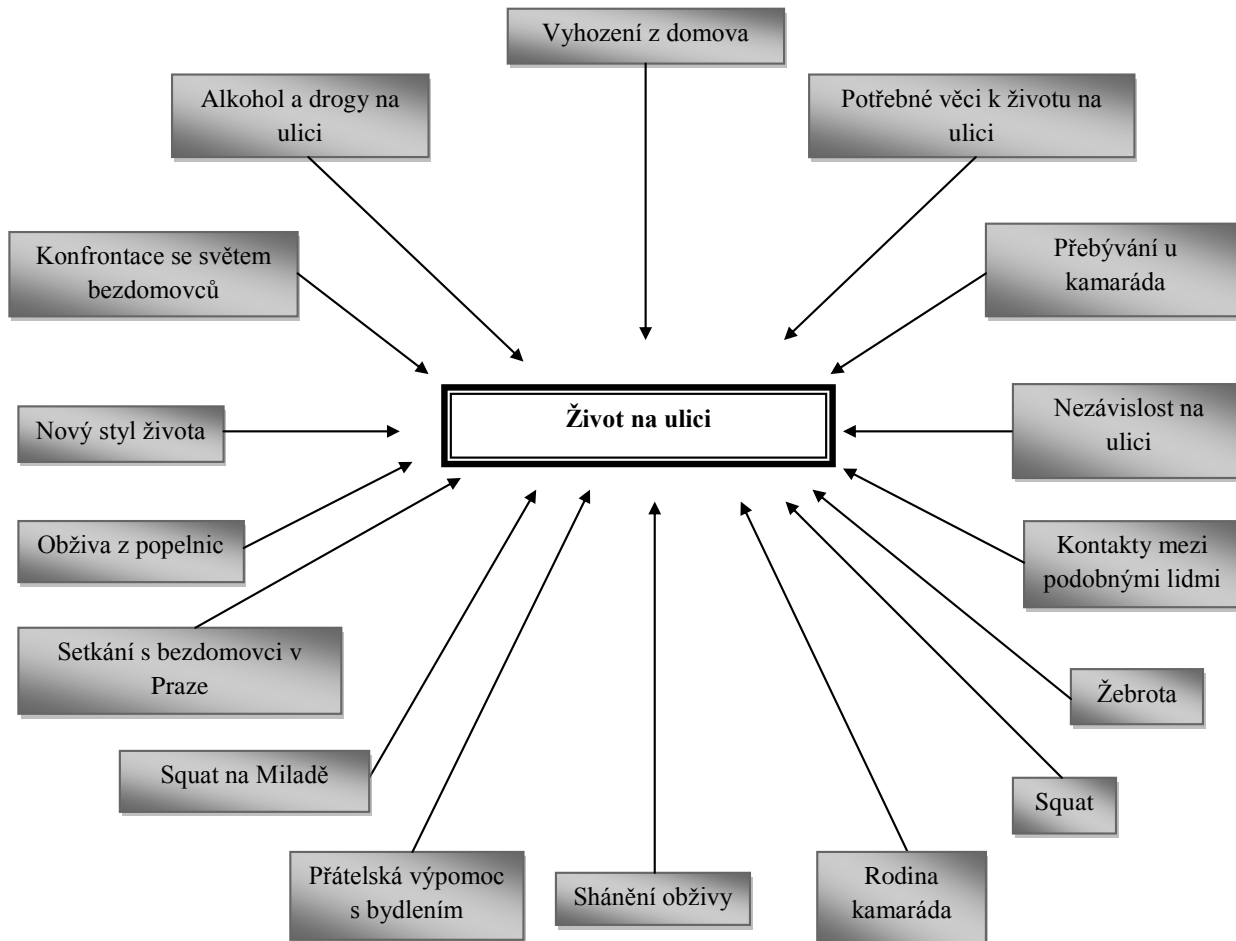 Vyhození z domova
Alkohol a drogy na
ulici
Potřebné věci k životu na
ulici
Konfrontace se světem
bezdomovců
Přebývání u
kamaráda
Život na ulici
Nový styl života
Nezávislost na
ulici
Obživa z popelnic
Kontakty mezi
podobnými lidmi
Setkání s bezdomovci v
Praze
Žebrota
Squat na Miladě
Squat
Přátelská výpomoc
s bydlením
Shánění obživy
Rodina
kamaráda